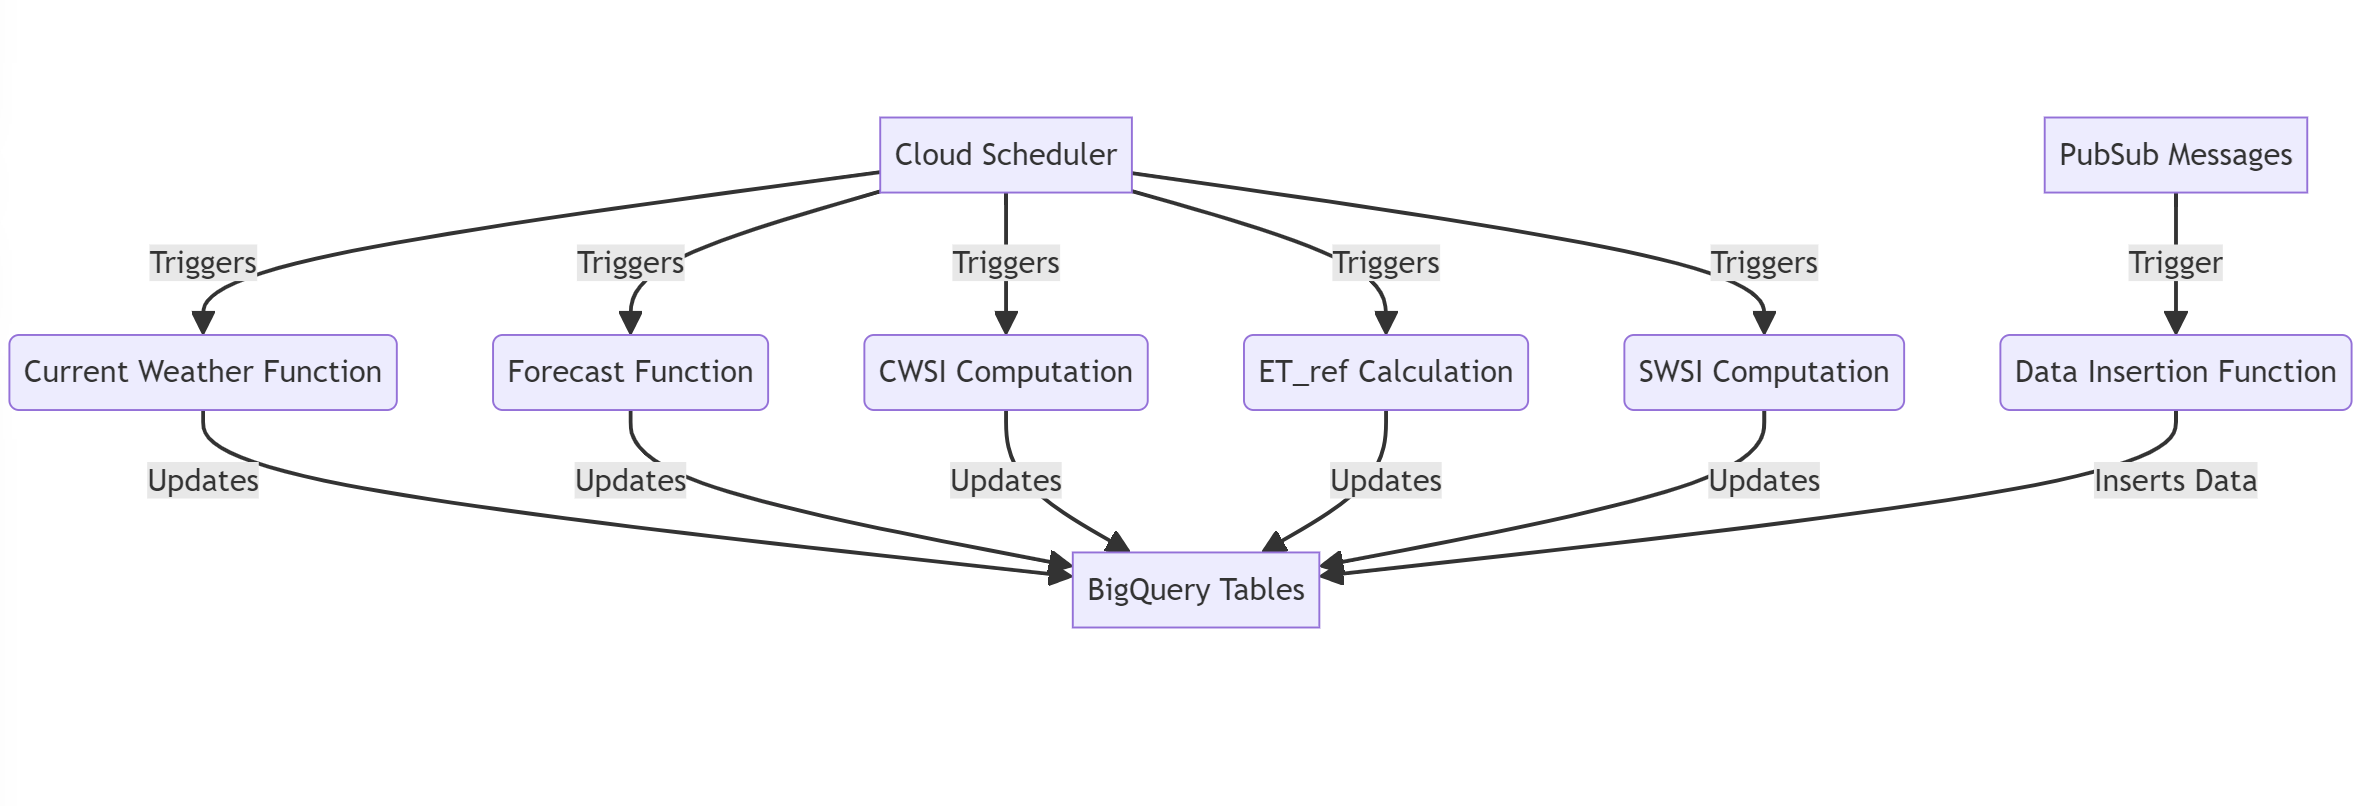 Cloud Scheduler
PubSub Messages
Triggers
Triggers
Triggers
Triggers
Triggers
Trigger
Current Weather Function
Forecast Function
CWSI Computation
ET_ref Calculation
SWSI Computation
Data Insertion Function
Updates
Updates
Updates
Updates
Updates
Inserts Data
BigQuery Tables